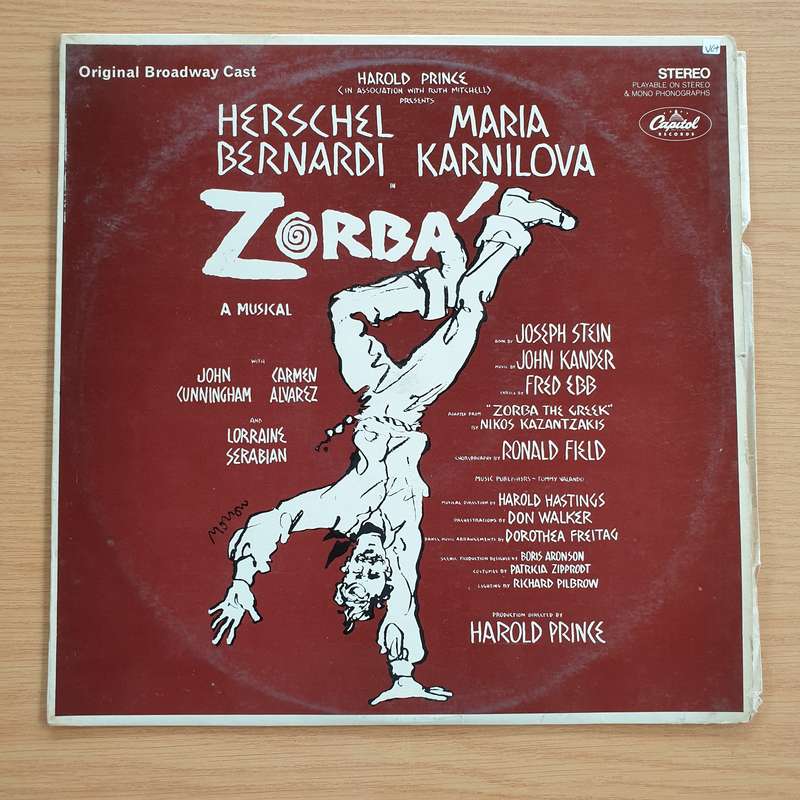 VG+
Original Broadway Cast
STEREO
PLAYABLE ON STEREO
& MONO PHONOGRAPHS
Capitol
RECORDS
HAROLD PRINCE
(IN ASSOCIATION WITH RUTH MITCHELL)
PRESENTS
HERSCHEL MARIA
BERNARDI KARNILOVA
IN
ZORBA'
A MUSICAL
WITH
JOHN CARMEN
CUNNINGHAM ALVAREZ
AND
LORRAINE
SERABIAN
BOOK BY JOSEPH STEIN
MUSIC BY JOHN KANDER
LYRICS BY FRED EBB
ADAPTED FROM "ZORBA THE GREEK"
BY NIKOS KAZANTZAKIS
CHOREOGRAPHY BY RONALD FIELD
MUSIC PUBLISHERS - TOMMY VALANDO
MUSICAL DIRECTION BY HAROLD HASTINGS
ORCHESTRATIONS BY DON WALKER
DANCE MUSIC ARRANGEMENTS BY DOROTHEA FREITAG
SCENIC PRODUCTION DESIGNED BY BORIS ARONSON
COSTUMES BY PATRICIA ZIPPRODT
LIGHTING BY RICHARD PILBROW
PRODUCTION DIRECTED BY
HAROLD PRINCE
MORROW